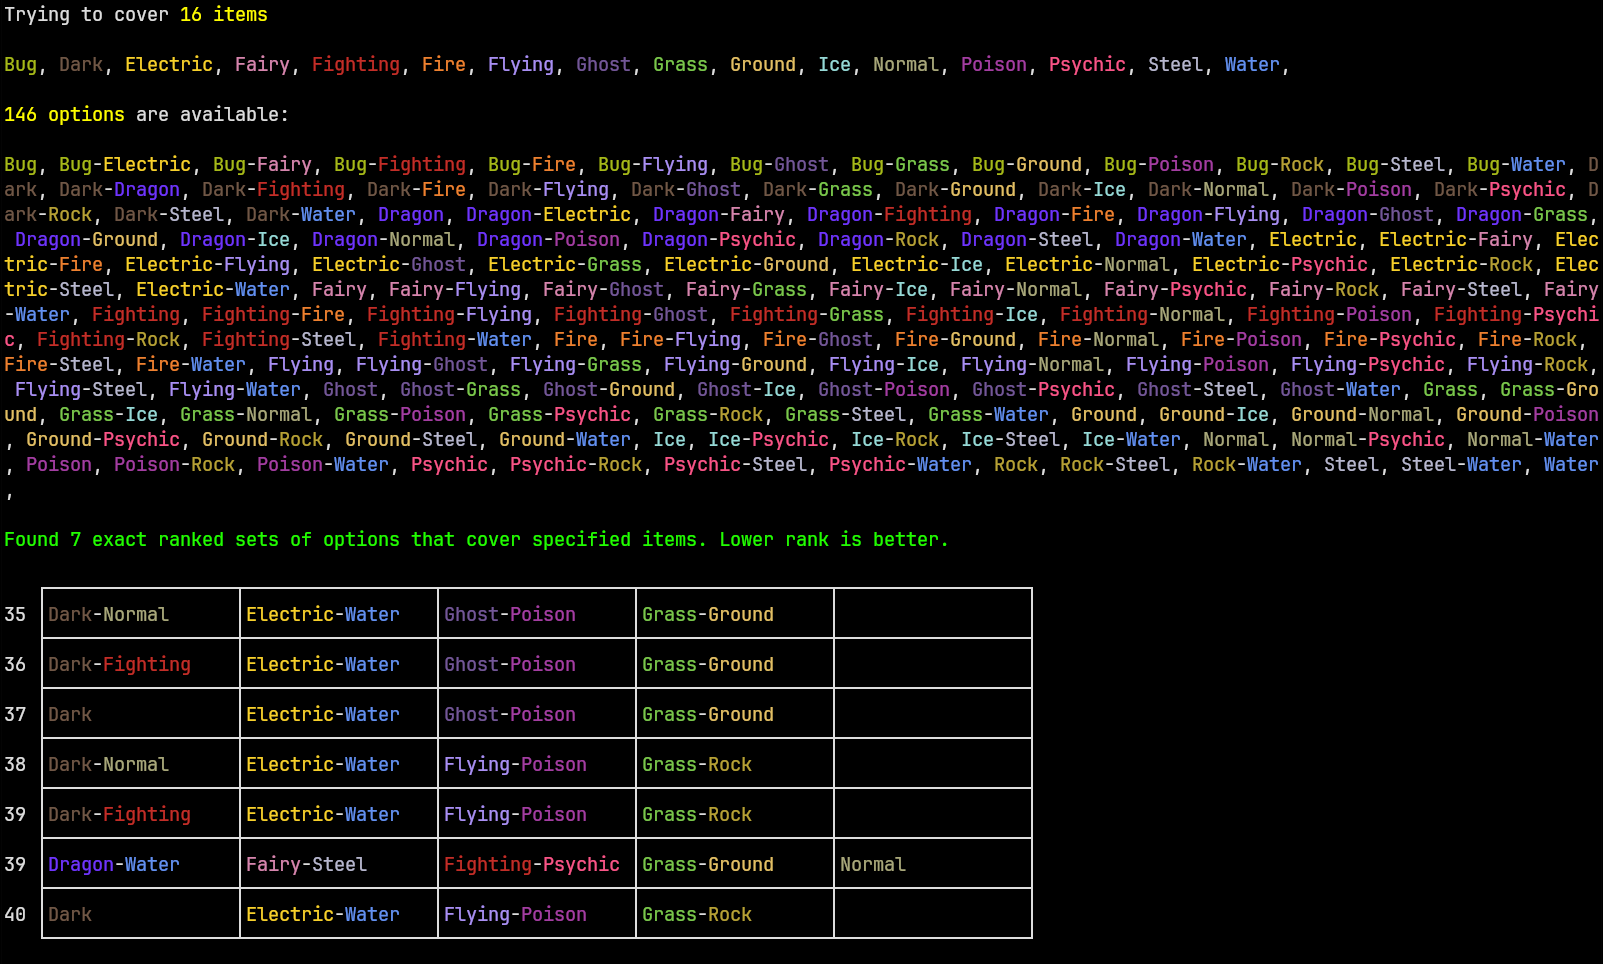 Trying to cover 16 items
Bug, Dark, Electric, Fairy, Fighting, Fire, Flying, Ghost, Grass, Ground, Ice, Normal, Poison, Psychic, Steel, Water,
146 options are available:
Bug, Bug-Electric, Bug-Fairy, Bug-Fighting, Bug-Fire, Bug-Flying, Bug-Ghost, Bug-Grass, Bug-Ground, Bug-Poison, Bug-Rock, Bug-Steel, Bug-Water, D
ark, Dark-Dragon, Dark-Fighting, Dark-Fire, Dark-Flying, Dark-Ghost, Dark-Grass, Dark-Ground, Dark-Ice, Dark-Normal, Dark-Poison, Dark-Psychic, D
ark-Rock, Dark-Steel, Dark-Water, Dragon, Dragon-Electric, Dragon-Fairy, Dragon-Fighting, Dragon-Fire, Dragon-Flying, Dragon-Ghost, Dragon-Grass,
Dragon-Ground, Dragon-Ice, Dragon-Normal, Dragon-Poison, Dragon-Psychic, Dragon-Rock, Dragon-Steel, Dragon-Water, Electric, Electric-Fairy, Elec
tric-Fire, Electric-Flying, Electric-Ghost, Electric-Grass, Electric-Ground, Electric-Ice, Electric-Normal, Electric-Psychic, Electric-Rock, Elec
tric-Steel, Electric-Water, Fairy, Fairy-Flying, Fairy-Ghost, Fairy-Grass, Fairy-Ice, Fairy-Normal, Fairy-Psychic, Fairy-Rock, Fairy-Steel, Fairy
-Water, Fighting, Fighting-Fire, Fighting-Flying, Fighting-Ghost, Fighting-Grass, Fighting-Ice, Fighting-Normal, Fighting-Poison, Fighting-Psychi
c, Fighting-Rock, Fighting-Steel, Fighting-Water, Fire, Fire-Flying, Fire-Ghost, Fire-Ground, Fire-Normal, Fire-Poison, Fire-Psychic, Fire-Rock,
Fire-Steel, Fire-Water, Flying, Flying-Ghost, Flying-Grass, Flying-Ground, Flying-Ice, Flying-Normal, Flying-Poison, Flying-Psychic, Flying-Rock,
Flying-Steel, Flying-Water, Ghost, Ghost-Grass, Ghost-Ground, Ghost-Ice, Ghost-Poison, Ghost-Psychic, Ghost-Steel, Ghost-Water, Grass, Grass-Gro
und, Grass-Ice, Grass-Normal, Grass-Poison, Grass-Psychic, Grass-Rock, Grass-Steel, Grass-Water, Ground, Ground-Ice, Ground-Normal, Ground-Poison
, Ground-Psychic, Ground-Rock, Ground-Steel, Ground-Water, Ice, Ice-Psychic, Ice-Rock, Ice-Steel, Ice-Water, Normal, Normal-Psychic, Normal-Water
, Poison, Poison-Rock, Poison-Water, Psychic, Psychic-Rock, Psychic-Steel, Psychic-Water, Rock, Rock-Steel, Rock-Water, Steel, Steel-Water, Water
,
Found 7 exact ranked sets of options that cover specified items. Lower rank is better.
35 Dark-Normal Electric-Water Ghost-Poison Grass-Ground
36 Dark-Fighting Electric-Water Ghost-Poison Grass-Ground
37 Dark Electric-Water Ghost-Poison Grass-Ground
38 Dark-Normal Electric-Water Flying-Poison Grass-Rock
39 Dark-Fighting Electric-Water Flying-Poison Grass-Rock
39 Dragon-Water Fairy-Steel Fighting-Psychic Grass-Ground Normal
40 Dark Electric-Water Flying-Poison Grass-Rock